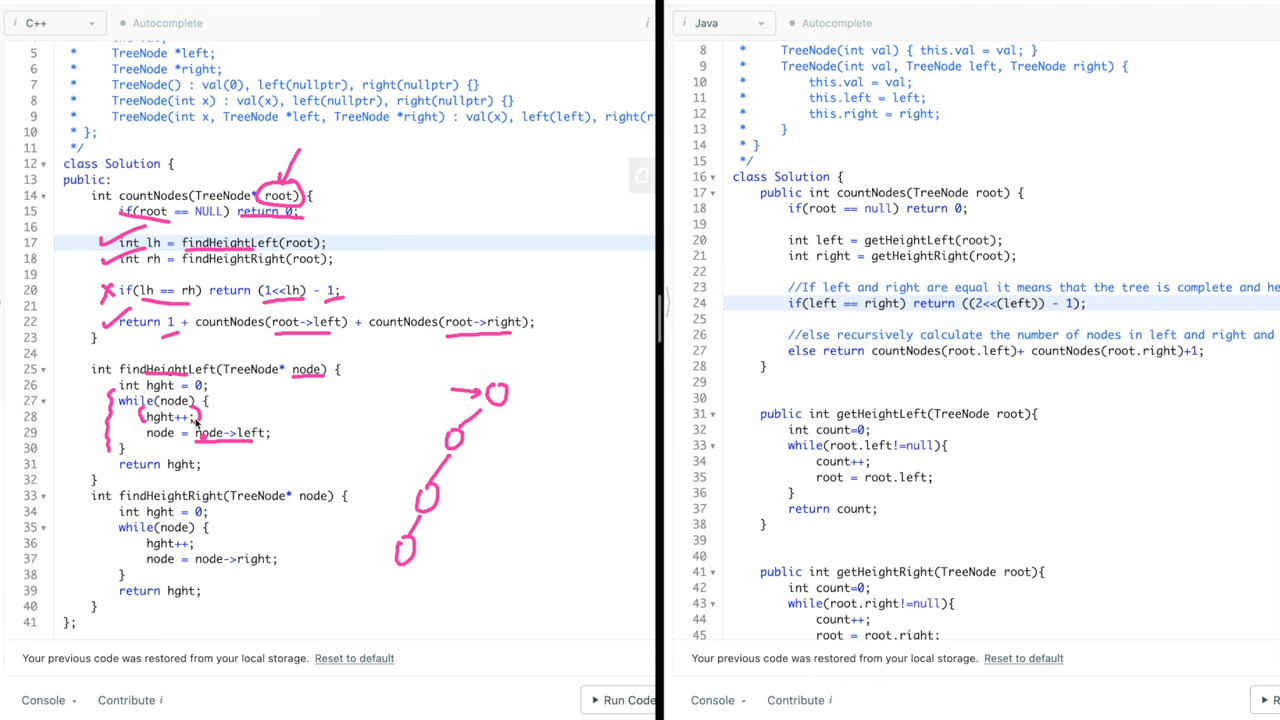 i C++ Autocomplete i
5 * TreeNode *left;
6 * TreeNode *right;
7 * TreeNode() : val(0), left(nullptr), right(nullptr) {}
8 * TreeNode(int x) : val(x), left(nullptr), right(nullptr) {}
9 * TreeNode(int x, TreeNode *left, TreeNode *right) : val(x), left(left), right(r
10 * };
11 */
12 class Solution {
13 public:
14 int countNodes(TreeNode* root) {
15 if(root == NULL) return 0;
16
17 int lh = findHeightLeft(root);
18 int rh = findHeightRight(root);
19
20 if(lh == rh) return (1<<lh) - 1;
21
22 return 1 + countNodes(root->left) + countNodes(root->right);
23 }
24
25 int findHeightLeft(TreeNode* node) {
26 int hght = 0;
27 while(node) {
28 hght++;
29 node = node->left;
30 }
31 return hght;
32 }
33 int findHeightRight(TreeNode* node) {
34 int hght = 0;
35 while(node) {
36 hght++;
37 node = node->right;
38 }
39 return hght;
40 }
41 };
Your previous code was restored from your local storage. Reset to default
Console Contribute i Run Code
i Java Autocomplete
8 * TreeNode(int val) { this.val = val; }
9 * TreeNode(int val, TreeNode left, TreeNode right) {
10 * this.val = val;
11 * this.left = left;
12 * this.right = right;
13 * }
14 * }
15 */
16 class Solution {
17 public int countNodes(TreeNode root) {
18 if(root == null) return 0;
19
20 int left = getHeightLeft(root);
21 int right = getHeightRight(root);
22
23 //If left and right are equal it means that the tree is complete and he
24 if(left == right) return ((2<<(left)) - 1);
25
26 //else recursively calculate the number of nodes in left and right and
27 else return countNodes(root.left)+ countNodes(root.right)+1;
28 }
29
30
31 public int getHeightLeft(TreeNode root){
32 int count=0;
33 while(root.left!=null){
34 count++;
35 root = root.left;
36 }
37 return count;
38 }
39
40
41 public int getHeightRight(TreeNode root){
42 int count=0;
43 while(root.right!=null){
44 count++;
45 root = root.right;
Your previous code was restored from your local storage. Reset to default
Console Contribute i R